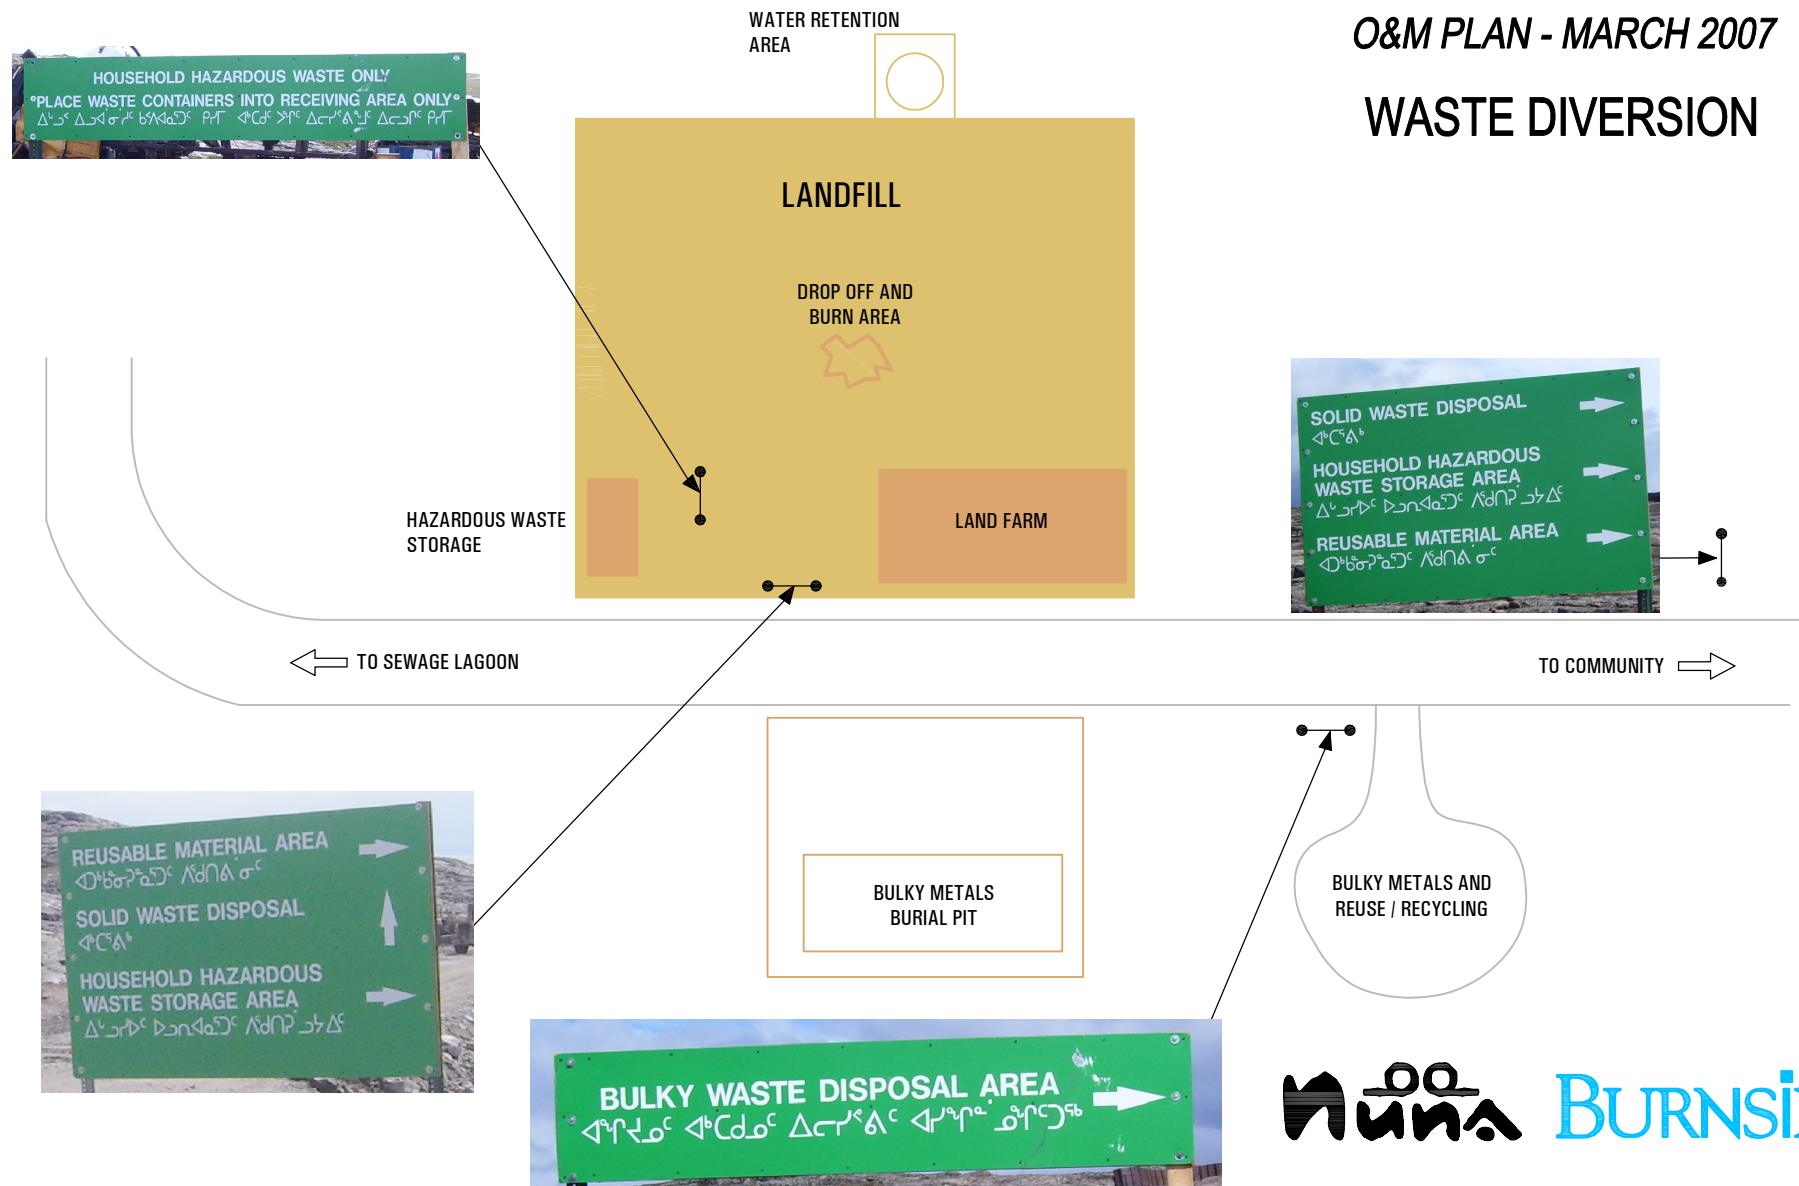 WATER RETENTION
AREA
O&M PLAN - MARCH 2007
WASTE DIVERSION
HOUSEHOLD HAZARDOUS WASTE ONLY
PLACE WASTE CONTAINERS INTO RECEIVING AREA ONLY
LANDFILL
DROP OFF AND
BURN AREA
SOLID WASTE DISPOSAL
ᐊᒃᑕᕐᕕᒃ
HOUSEHOLD HAZARDOUS
WASTE STORAGE AREA
REUSABLE MATERIAL AREA
HAZARDOUS WASTE
STORAGE
LAND FARM
TO SEWAGE LAGOON
TO COMMUNITY
REUSABLE MATERIAL AREA
SOLID WASTE DISPOSAL
ᐊᒃᑕᕐᕕᒃ
HOUSEHOLD HAZARDOUS
WASTE STORAGE AREA
BULKY METALS
BURIAL PIT
BULKY METALS AND
REUSE / RECYCLING
BULKY WASTE DISPOSAL AREA
nuna